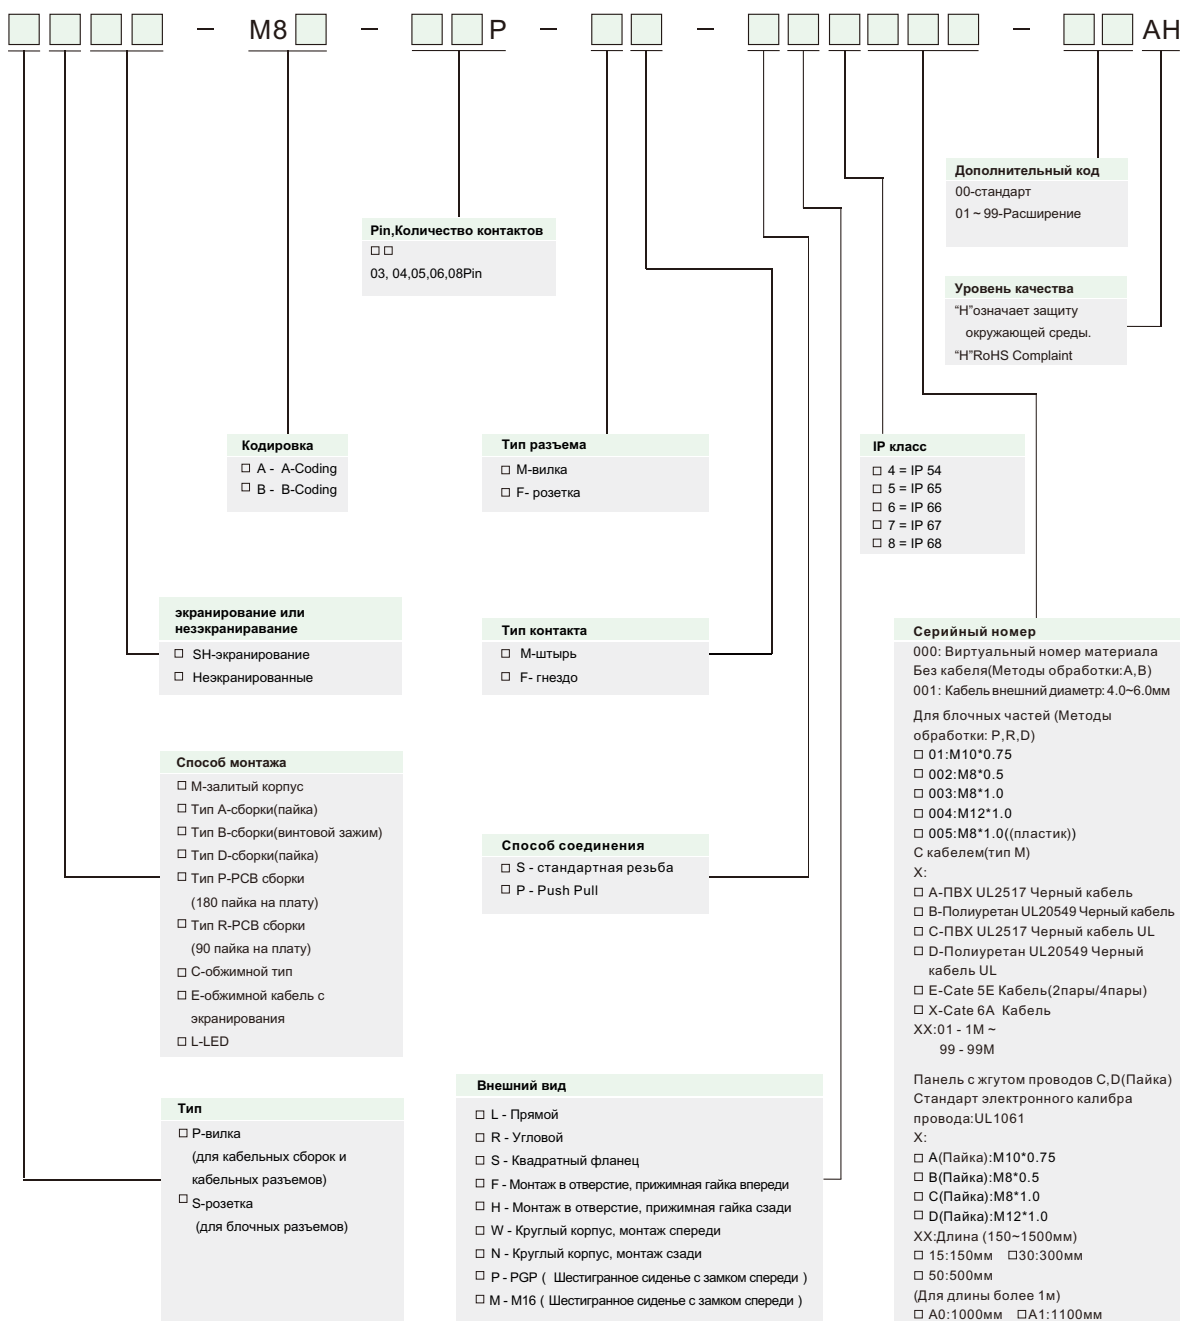 — M8 — P — — — AH
Дополнительный код
00-стандарт
01 ~ 99-Расширение
Pin,Количество контактов
□ □
03, 04,05,06,08Pin
Уровень качества
“H”означает защиту
окружающей среды.
“H”RoHS Complaint
Кодировка
□ A - A-Coding
□ B - B-Coding
Тип разъема
□ М-вилка
□ F- розетка
IP класс
□ 4 = IP 54
□ 5 = IP 65
□ 6 = IP 66
□ 7 = IP 67
□ 8 = IP 68
экранирование или
незэкраниравание
□ SH-экранирование
□ Неэкранированные
Тип контакта
□ М-штырь
□ F- гнездо
Способ монтажа
□ М-залитый корпус
□ Тип А-сборки(пайка)
□ Тип В-сборки(винтовой зажим)
□ Тип D-сборки(пайка)
□ Тип P-PCB сборки
(180 пайка на плату)
□ Тип R-PCB сборки
(90 пайка на плату)
□ С-обжимной тип
□ Е-обжимной кабель с
экранирования
□ L-LED
Способ соединения
□ S - стандартная резьба
□ P - Push Pull
Тип
□ Р-вилка
(для кабельных сборок и
кабельных разъемов)
□ S-розетка
(для блочных разъемов)
Внешний вид
□ L - Прямой
□ R - Угловой
□ S - Квадратный фланец
□ F - Монтаж в отверстие, прижимная гайка впереди
□ H - Монтаж в отверстие, прижимная гайка сзади
□ W - Круглый корпус, монтаж спереди
□ N - Круглый корпус, монтаж сзади
□ P - PGP ( Шестигранное сиденье с замком спереди )
□ M - M16 ( Шестигранное сиденье с замком спереди )
Серийный номер
000: Виртуальный номер материала
Без кабеля(Методы обработки:А,В)
001: Кабель внешний диаметр: 4.0~6.0мм
Для блочных частей (Методы
обработки: P,R,D)
□ 01:M10*0.75
□ 002:M8*0.5
□ 003:M8*1.0
□ 004:M12*1.0
□ 005:M8*1.0((пластик))
С кабелем(тип М)
X:
□ А-ПВХ UL2517 Черный кабель
□ В-Полиуретан UL20549 Черный кабель
□ С-ПВХ UL2517 Черный кабель UL
□ D-Полиуретан UL20549 Черный
кабель UL
□ E-Cate 5E Кабель(2пары/4пары)
□ X-Cate 6A Кабель
XX:01 - 1M ~
99 - 99M
Панель с жгутом проводов C,D(Пайка)
Стандарт электронного калибра
провода:UL1061
X:
□ А(Пайка):M10*0.75
□ В(Пайка):M8*0.5
□ С(Пайка):M8*1.0
□ D(Пайка):M12*1.0
XX:Длина (150~1500мм)
□ 15:150мм □30:300мм
□ 50:500мм
(Для длины более 1м)
□ A0:1000мм □A1:1100мм